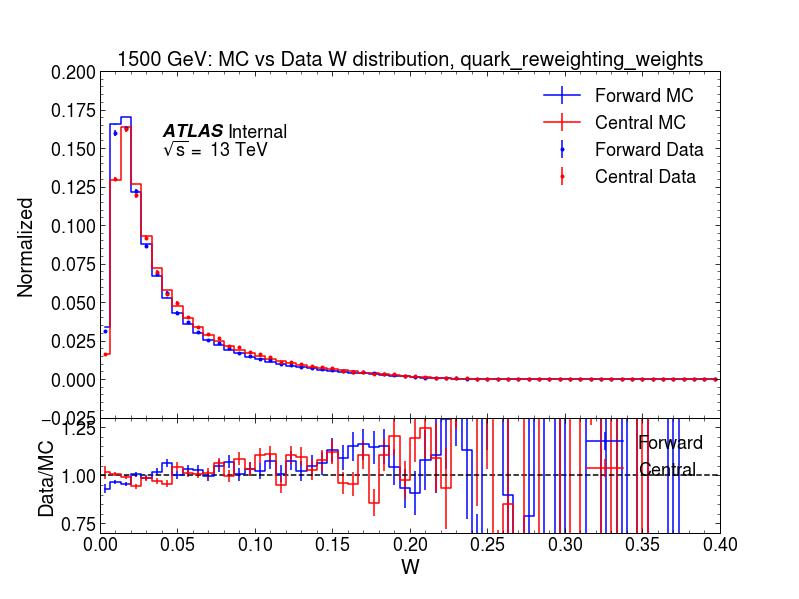 1500 GeV: MC vs Data W distribution, quark_reweighting_weights
0.200
0.175
0.150
0.125
0.100
0.075
0.050
0.025
0.000
−0.025
Normalized
ATLAS Internal
√s = 13 TeV
Forward MC
Central MC
Forward Data
Central Data
1.25
1.00
0.75
Data/MC
Forward
Central
0.00 0.05 0.10 0.15 0.20 0.25 0.30 0.35 0.40
W